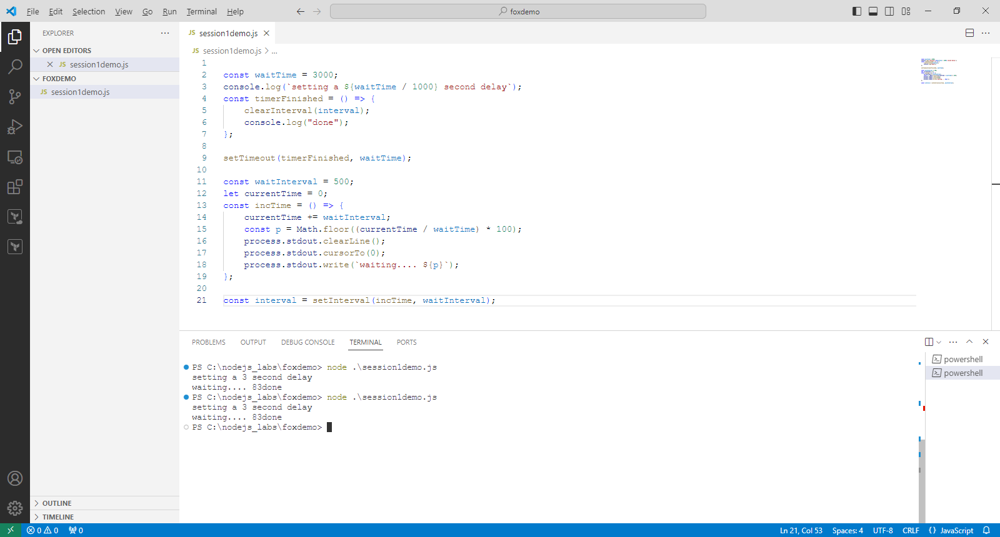 File Edit Selection View Go Run Terminal Help
foxdemo
EXPLORER
OPEN EDITORS
JS session1demo.js
FOXDEMO
JS session1demo.js
OUTLINE
TIMELINE
JS session1demo.js
JS session1demo.js > ...
1
2 const waitTime = 3000;
3 console.log(`setting a ${waitTime / 1000} second delay`);
4 const timerFinished = () => {
5 clearInterval(interval);
6 console.log("done");
7 };
8
9 setTimeout(timerFinished, waitTime);
10
11 const waitInterval = 500;
12 let currentTime = 0;
13 const incTime = () => {
14 currentTime += waitInterval;
15 const p = Math.floor((currentTime / waitTime) * 100);
16 process.stdout.clearLine();
17 process.stdout.cursorTo(0);
18 process.stdout.write(`waiting.... ${p}`);
19 };
20
21 const interval = setInterval(incTime, waitInterval);
PROBLEMS OUTPUT DEBUG CONSOLE TERMINAL PORTS
PS C:\nodejs_labs\foxdemo> node .\session1demo.js
setting a 3 second delay
waiting.... 83done
PS C:\nodejs_labs\foxdemo> node .\session1demo.js
setting a 3 second delay
waiting.... 83done
PS C:\nodejs_labs\foxdemo>
powershell
powershell
0 0 0
Ln 21, Col 53 Spaces: 4 UTF-8 CRLF {} JavaScript